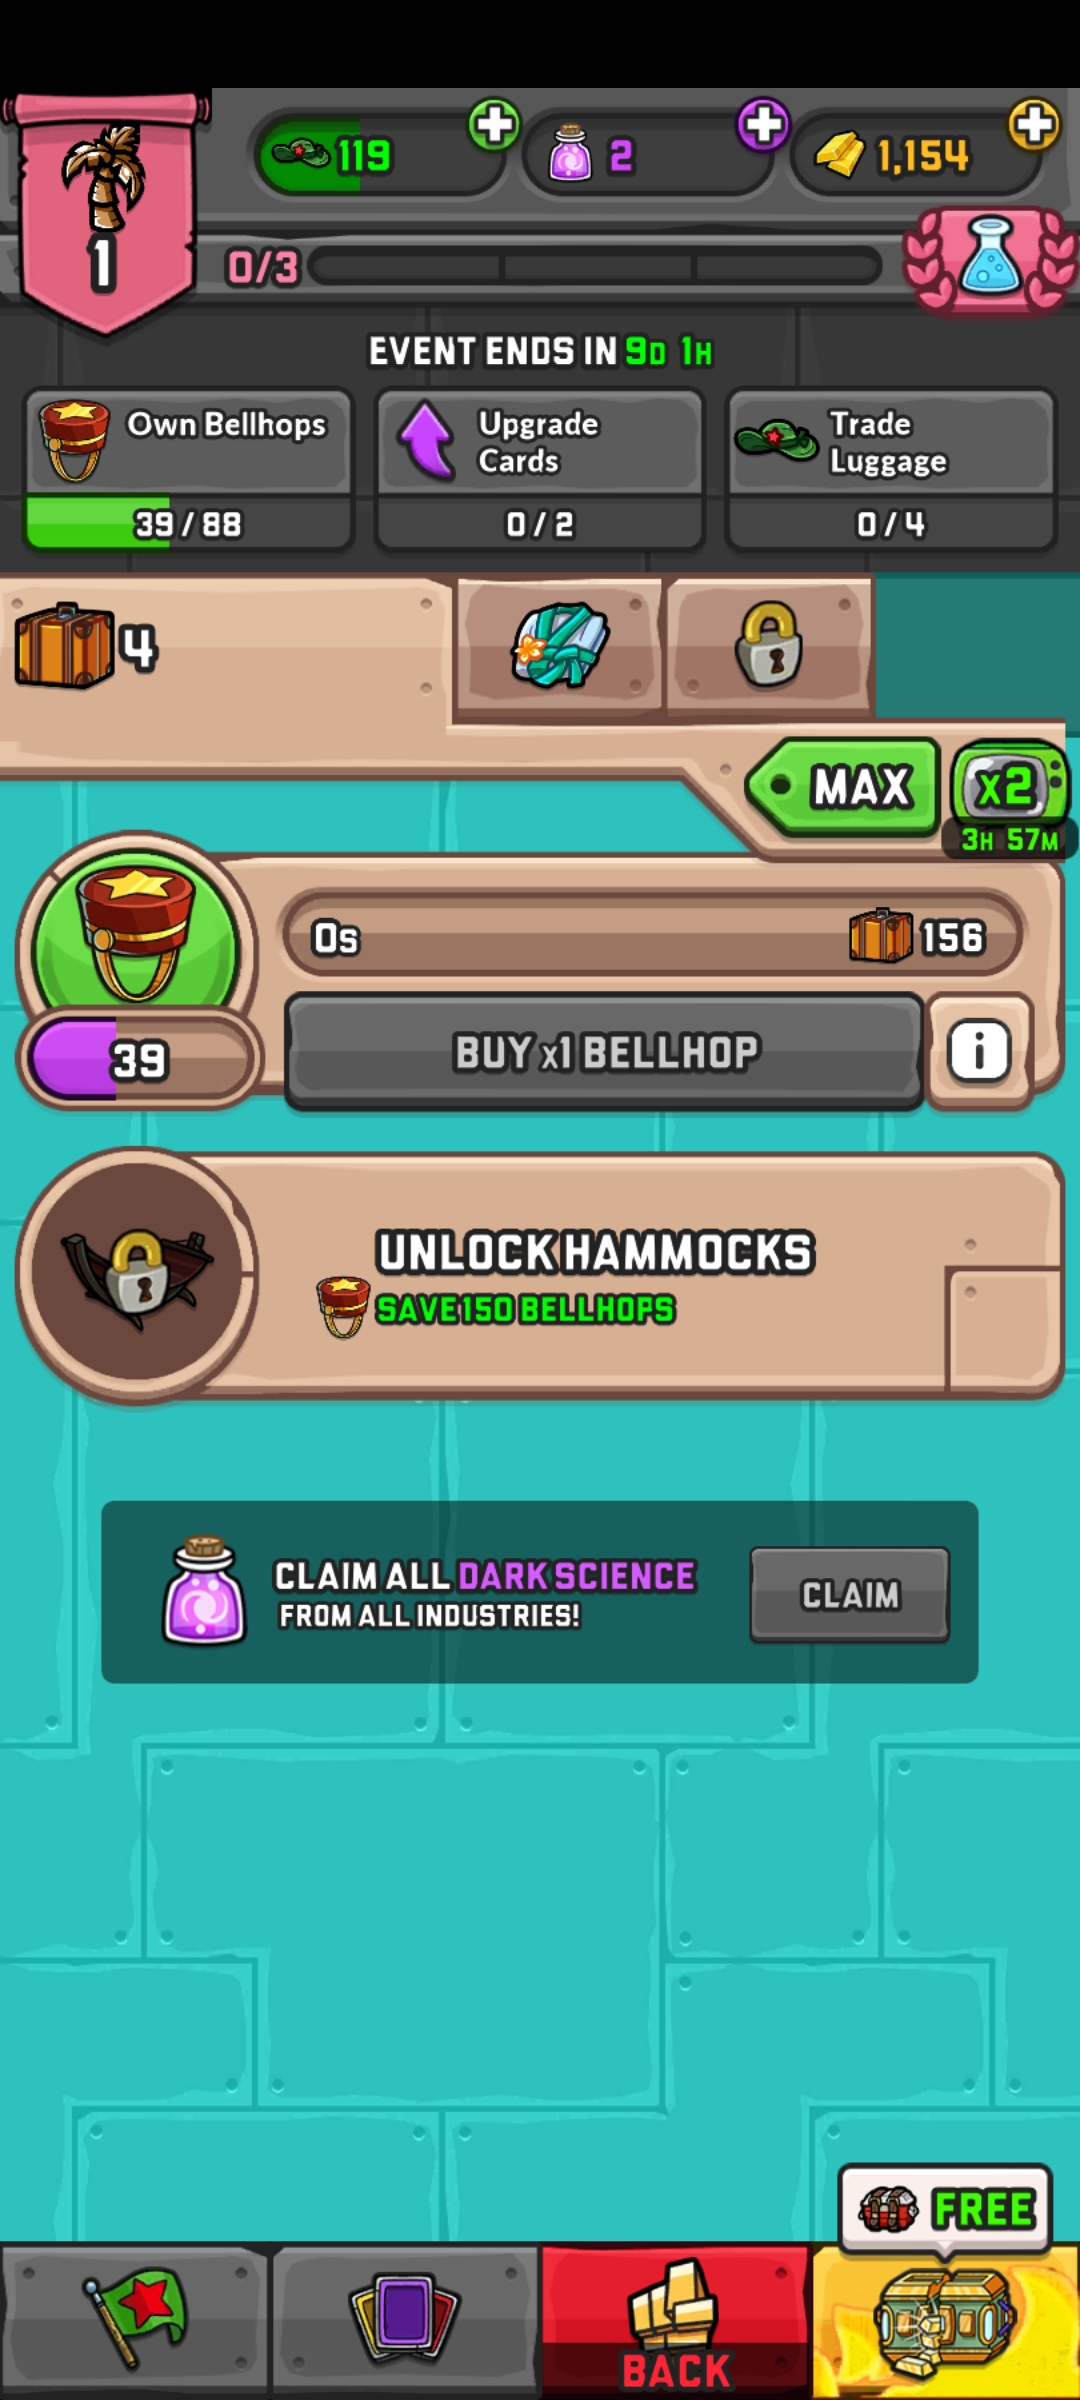 119
2
1,154
1
0/3
EVENT ENDS IN 9D 1H
Own Bellhops
39 / 88
Upgrade
Cards
0 / 2
Trade
Luggage
0 / 4
4
MAX
x2
3H 57M
0s
156
39
BUY x1 BELLHOP
i
UNLOCK HAMMOCKS
SAVE 150 BELLHOPS
CLAIM ALL DARK SCIENCE
FROM ALL INDUSTRIES!
CLAIM
FREE
BACK